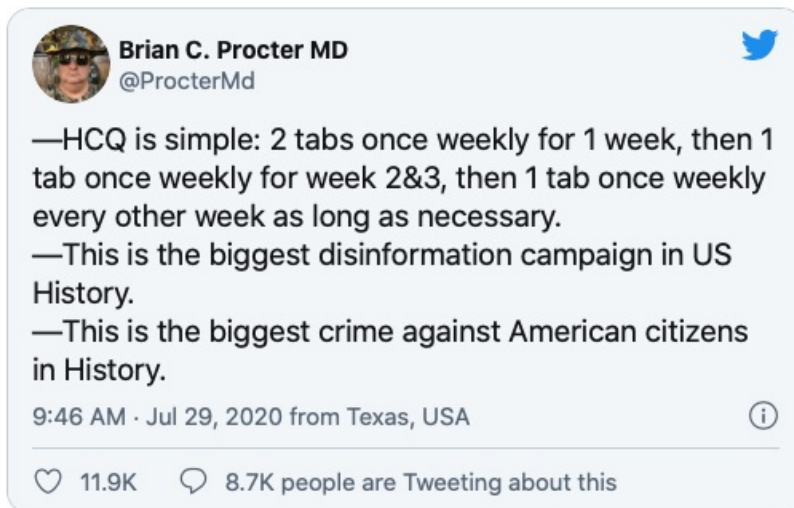 Brian C. Procter MD
@ProcterMd
—HCQ is simple: 2 tabs once weekly for 1 week, then 1
tab once weekly for week 2&3, then 1 tab once weekly
every other week as long as necessary.
—This is the biggest disinformation campaign in US
History.
—This is the biggest crime against American citizens
in History.
9:46 AM · Jul 29, 2020 from Texas, USA
11.9K 8.7K people are Tweeting about this